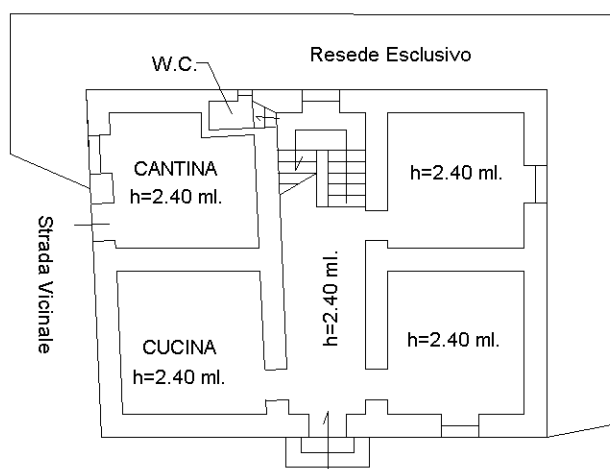 Resede Esclusivo
W.C.
CANTINA
h=2.40 ml.
h=2.40 ml.
Strada Vicinale
h=2.40 ml.
CUCINA
h=2.40 ml.
h=2.40 ml.